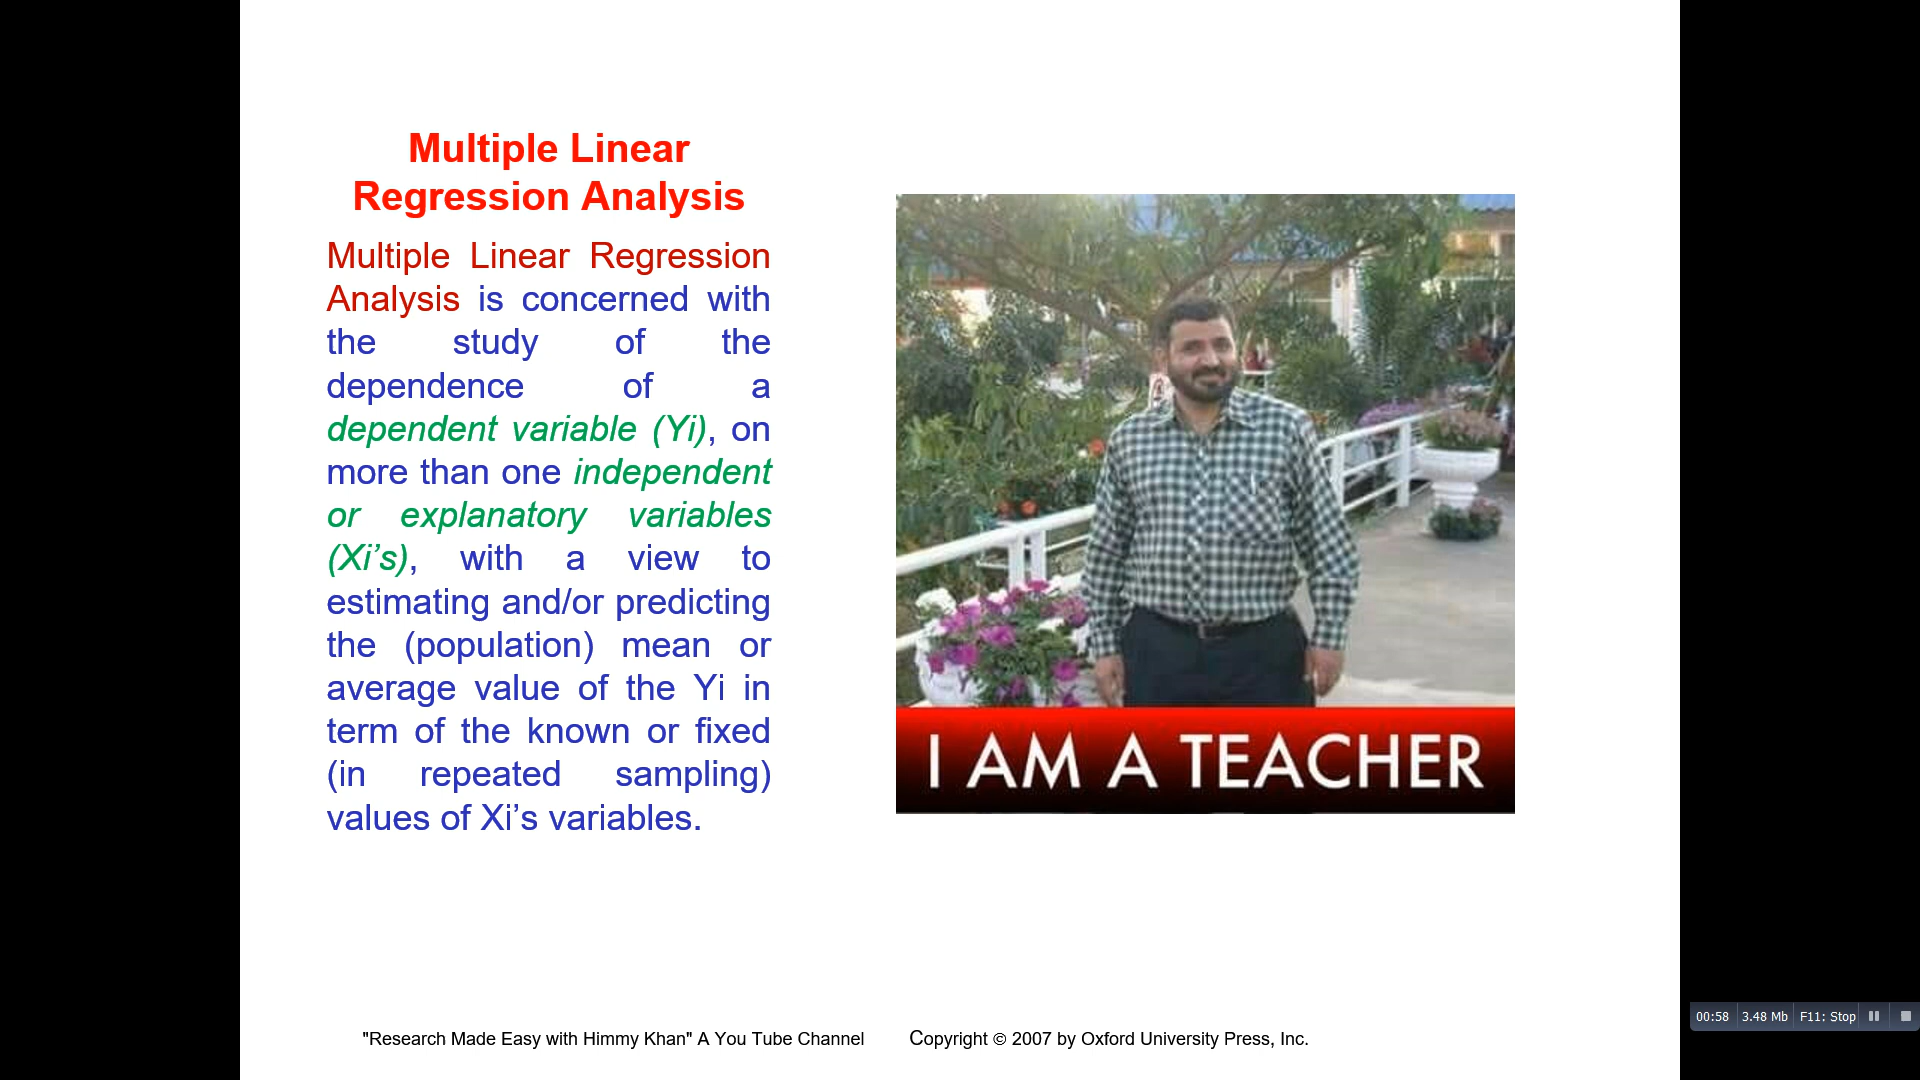 Multiple Linear
Regression Analysis
Multiple Linear Regression
Analysis is concerned with
the study of the
dependence of a
dependent variable (Yi), on
more than one independent
or explanatory variables
(Xi’s), with a view to
estimating and/or predicting
the (population) mean or
average value of the Yi in
term of the known or fixed
(in repeated sampling)
values of Xi’s variables.
I AM A TEACHER
"Research Made Easy with Himmy Khan" A You Tube Channel
Copyright © 2007 by Oxford University Press, Inc.
00:58 3.48 Mb F11: Stop